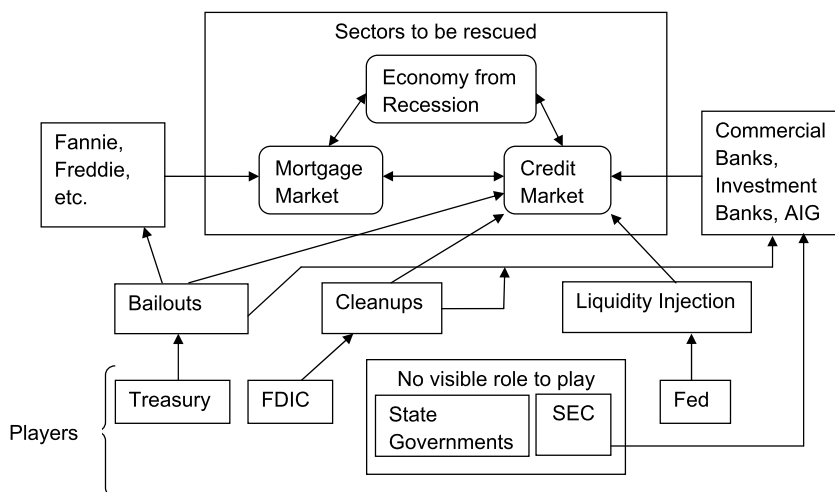 Sectors to be rescued
Economy from
Recession
Fannie,
Freddie,
etc.
Mortgage
Market
Credit
Market
Commercial
Banks,
Investment
Banks, AIG
Bailouts
Cleanups
Liquidity Injection
Players
Treasury
FDIC
No visible role to play
State
Governments
SEC
Fed